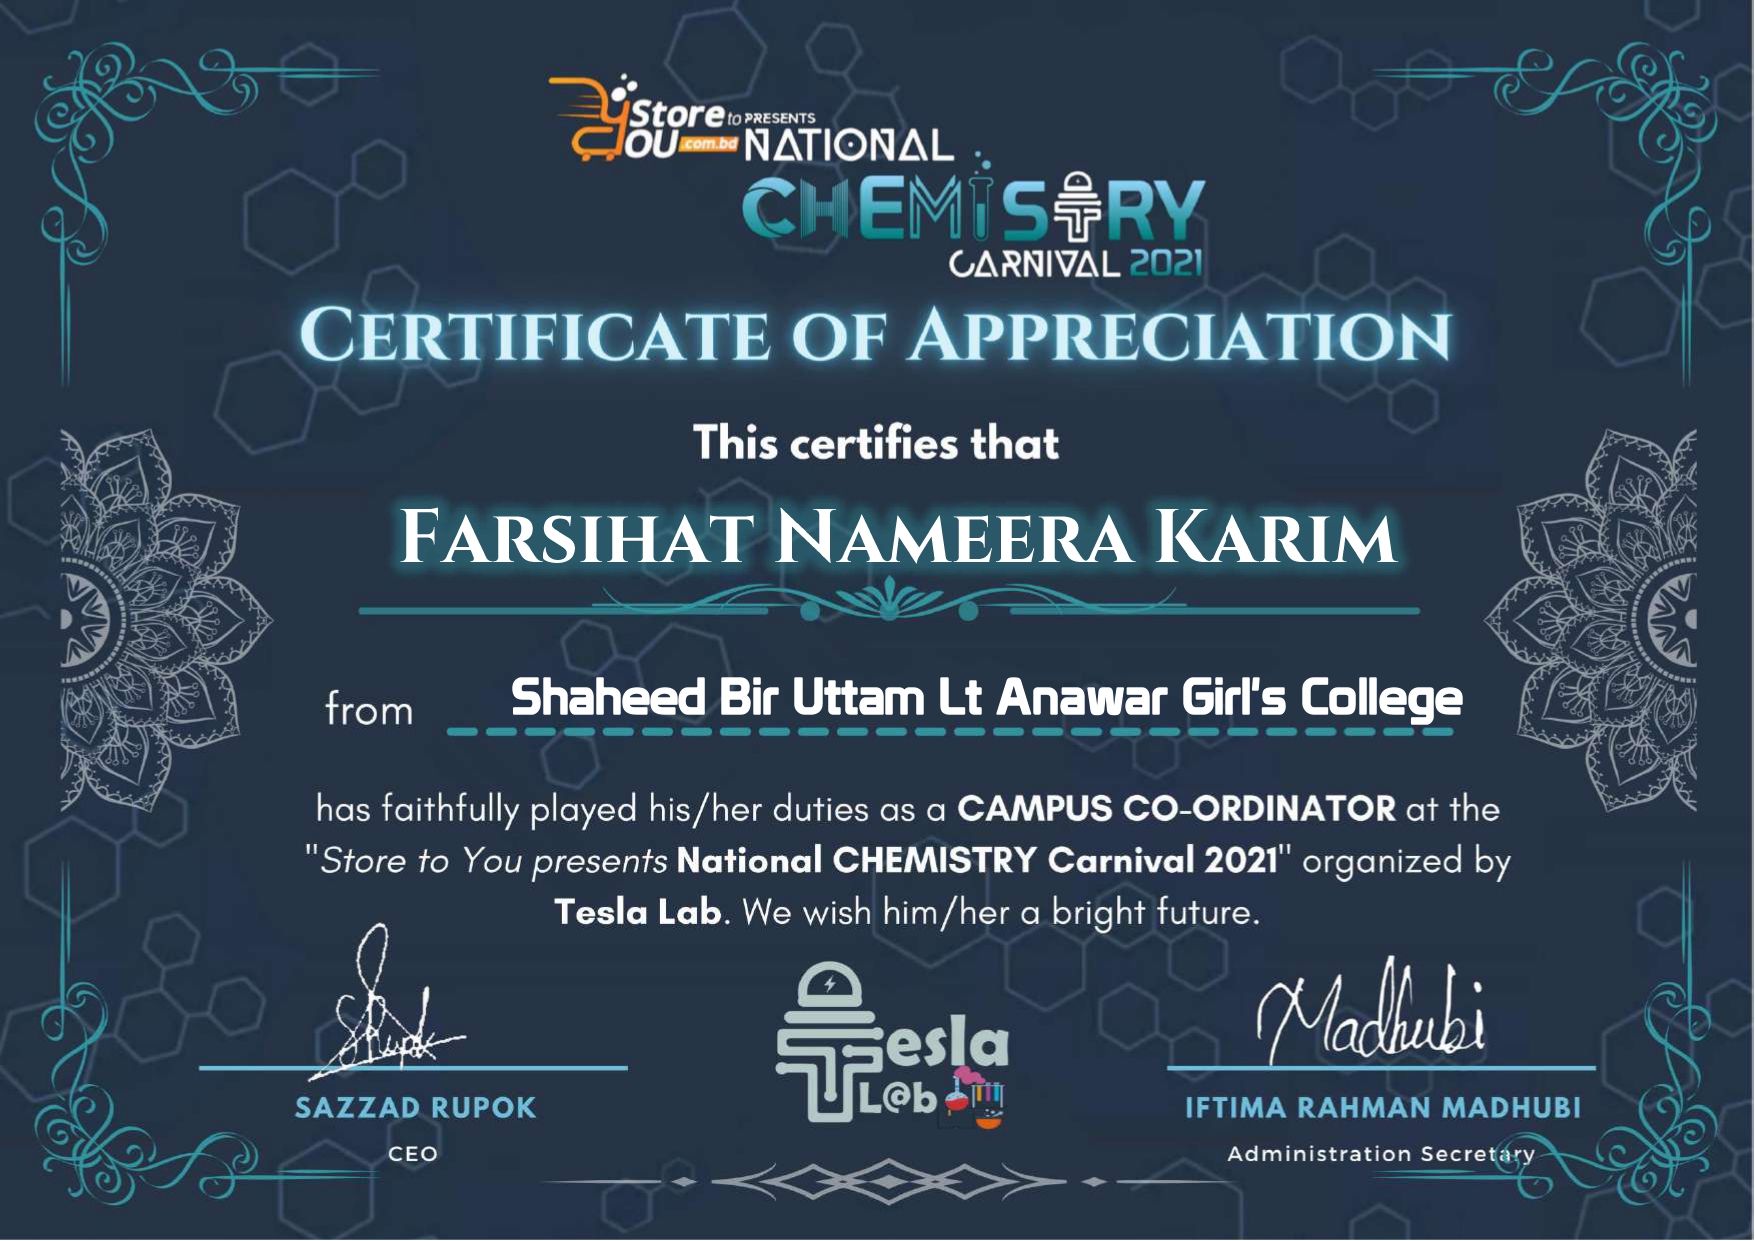 Store to PRESENTS
YOU .com.bd NATIONAL
CHEMISTRY
CARNIVAL 2021
CERTIFICATE OF APPRECIATION
This certifies that
FARSIHAT NAMEERA KARIM
from Shaheed Bir Uttam Lt Anawar Girl's College
has faithfully played his/her duties as a CAMPUS CO-ORDINATOR at the
"Store to You presents National CHEMISTRY Carnival 2021" organized by
Tesla Lab. We wish him/her a bright future.
Rupok
Madhubi
Tesla
L@b
SAZZAD RUPOK
IFTIMA RAHMAN MADHUBI
CEO
Administration Secretary